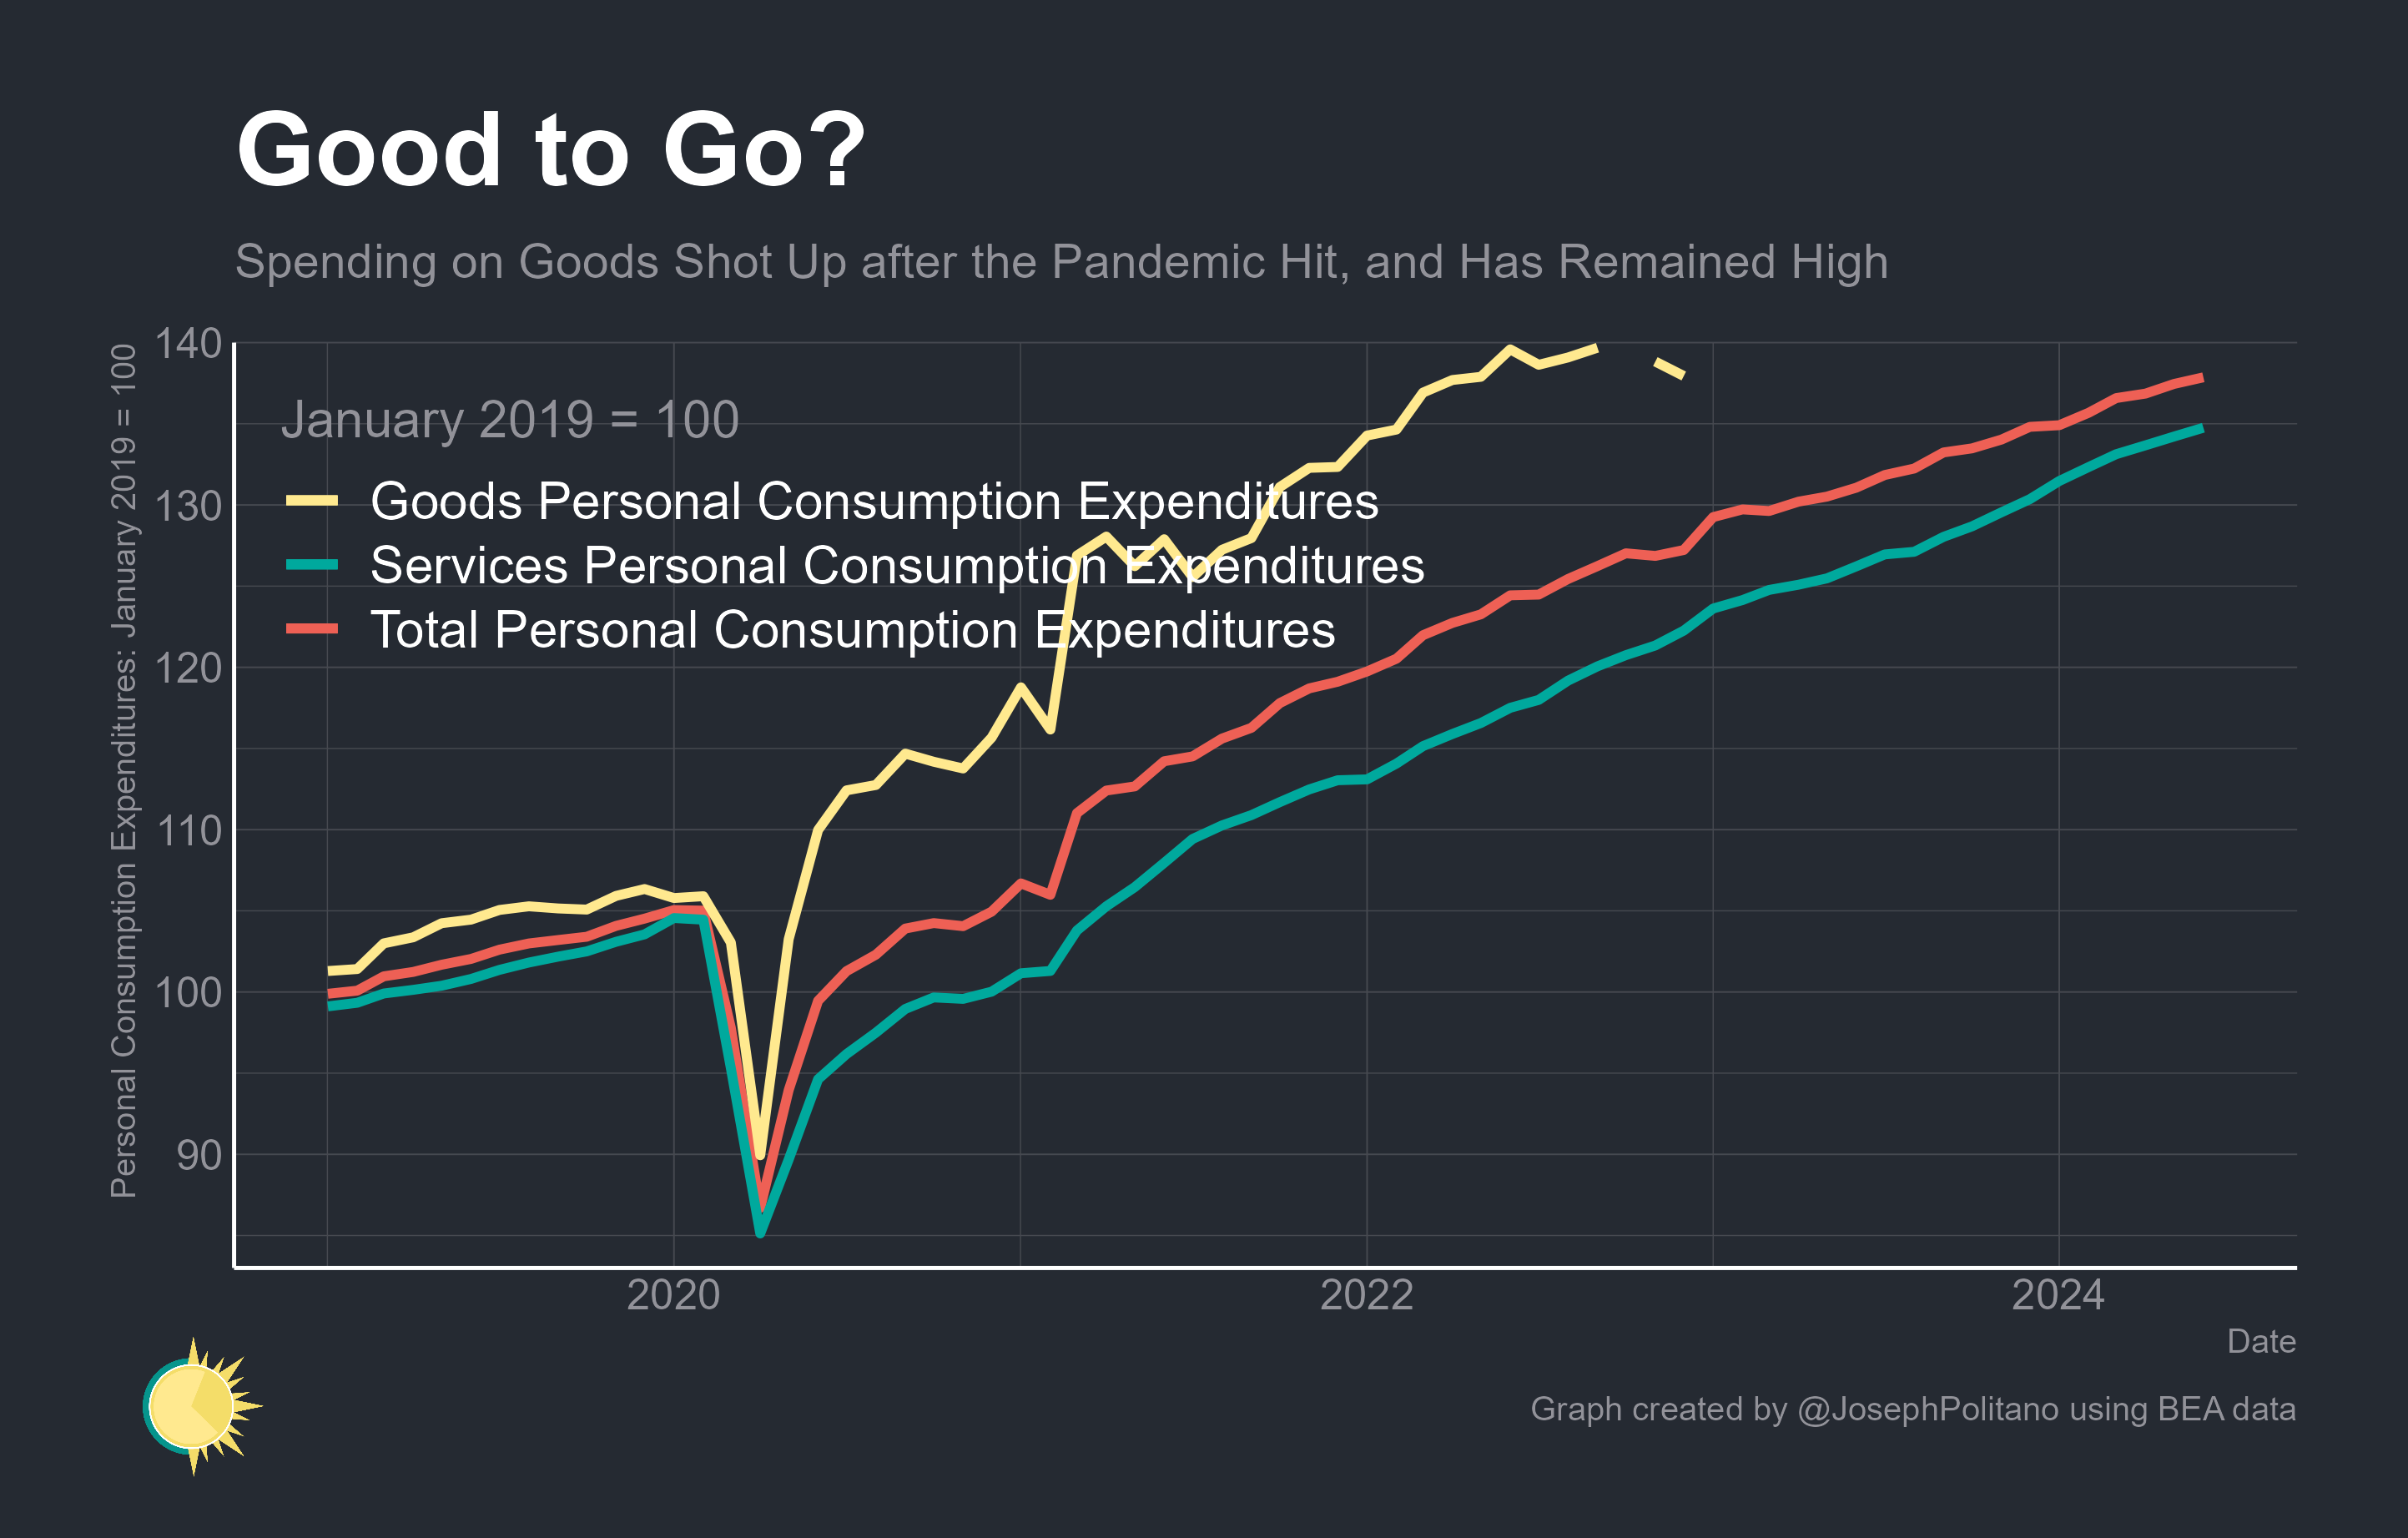 Good to Go?
Spending on Goods Shot Up after the Pandemic Hit, and Has Remained High
Personal Consumption Expenditures: January 2019 = 100
140
130
120
110
100
90
January 2019 = 100
Goods Personal Consumption Expenditures
Services Personal Consumption Expenditures
Total Personal Consumption Expenditures
2020
2022
2024
Date
Graph created by @JosephPolitano using BEA data